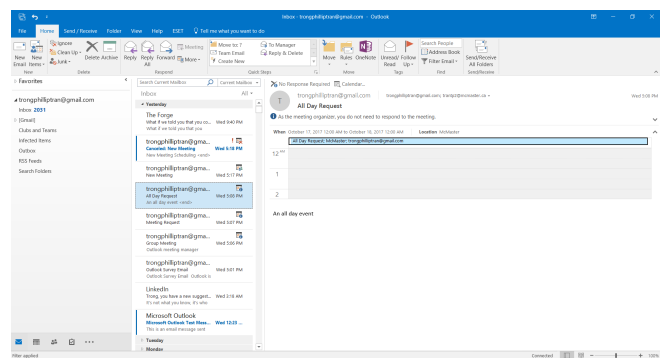 Inbox - trongphilliptran@gmail.com - Outlook
File Home Send / Receive Folder View Help ESET Tell me what you want to do
New Email
New Items
Ignore
Clean Up
Junk
Delete Archive
Reply Reply All Forward
Meeting
More
Move to: ?
Team Email
Create New
To Manager
Reply & Delete
Move Rules OneNote
Unread/ Read
Follow Up
Search People
Address Book
Filter Email
Send/Receive All Folders
New Delete Respond Quick Steps Move Tags Find Send/Receive
Favorites
trongphilliptran@gmail.com
Inbox 2031
[Gmail]
Clubs and Teams
Infected Items
Outbox
RSS Feeds
Search Folders
Search Current Mailbox Current Mailbox
Inbox All
Yesterday
The Forge
What if we told you that you co... Wed 9:40 PM
What if we told you that you
trongphilliptran@gma...
Canceled: New Meeting Wed 5:18 PM
New Meeting Scheduling <end>
trongphilliptran@gma...
New Meeting Wed 5:17 PM
trongphilliptran@gma...
All Day Request Wed 5:08 PM
An all day event <end>
trongphilliptran@gma...
Meeting Request Wed 5:07 PM
trongphilliptran@gma...
Group Meeting Wed 5:06 PM
Outlook meeting manager
trongphilliptran@gma...
Outlook Survey Email Wed 5:01 PM
Outlook Survey Email Outlook is
LinkedIn
Trong, you have a new suggest... Wed 3:18 AM
It's not what you know, it's who
Microsoft Outlook
Microsoft Outlook Test Mess... Wed 12:23 ...
This is an email message sent
Tuesday
Monday
No Response Required Calendar...
T
trongphilliptran@gmail.com
Wed 5:08 PM
All Day Request
As the meeting organizer, you do not need to respond to the meeting.
When October 17, 2017 12:00 AM to October 18, 2017 12:00 AM Location McMaster
All Day Request; McMaster; trongphilliptran@gmail.com
12 AM
1
2
An all day event
Filter applied
Connected
100%